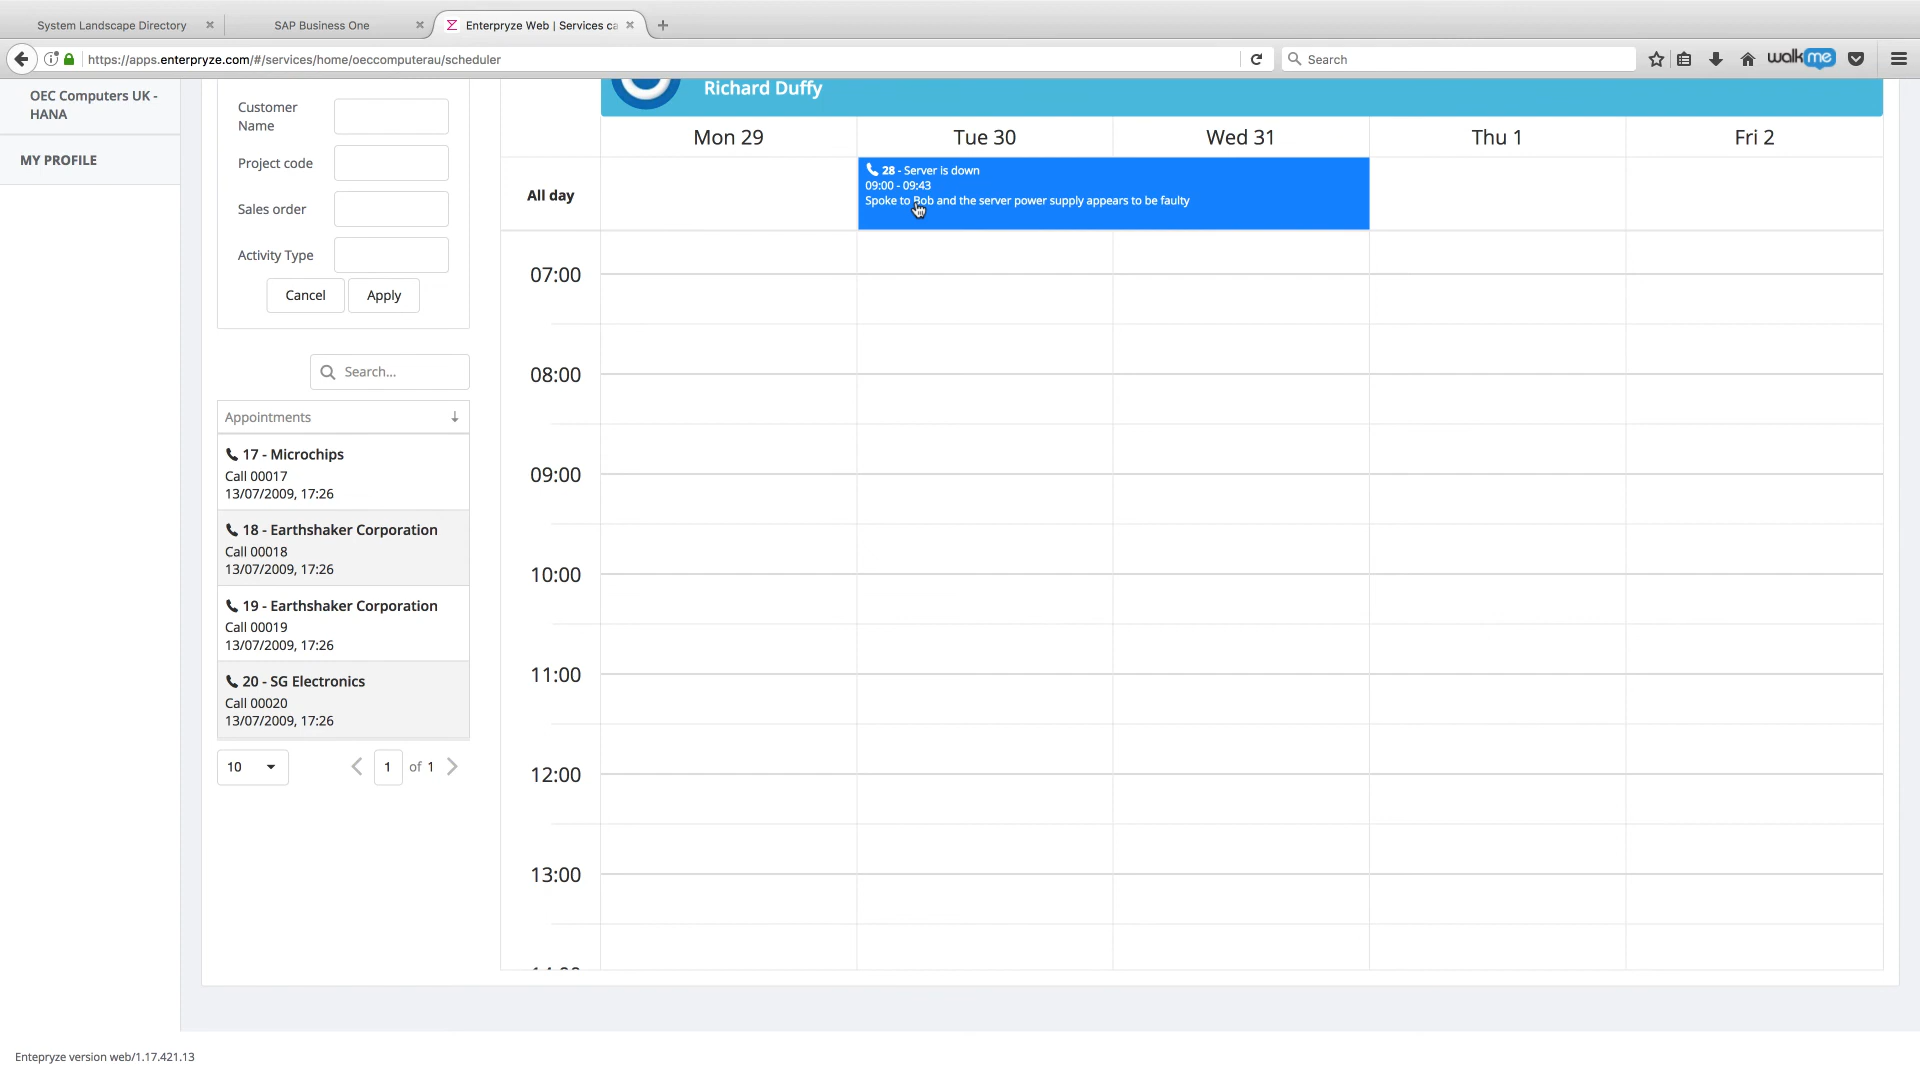 System Landscape Directory
SAP Business One
Enterpryze Web | Services ca
https://apps.enterpryze.com/#/services/home/oeccomputerau/scheduler
Search
walkme
OEC Computers UK -
HANA
MY PROFILE
Customer
Name
Project code
Sales order
Activity Type
Cancel
Apply
Search...
Appointments
17 - Microchips
Call 00017
13/07/2009, 17:26
18 - Earthshaker Corporation
Call 00018
13/07/2009, 17:26
19 - Earthshaker Corporation
Call 00019
13/07/2009, 17:26
20 - SG Electronics
Call 00020
13/07/2009, 17:26
10
1 of 1
Richard Duffy
Mon 29
Tue 30
Wed 31
Thu 1
Fri 2
All day
28 - Server is down
09:00 - 09:43
Spoke to Bob and the server power supply appears to be faulty
07:00
08:00
09:00
10:00
11:00
12:00
13:00
Entepryze version web/1.17.421.13